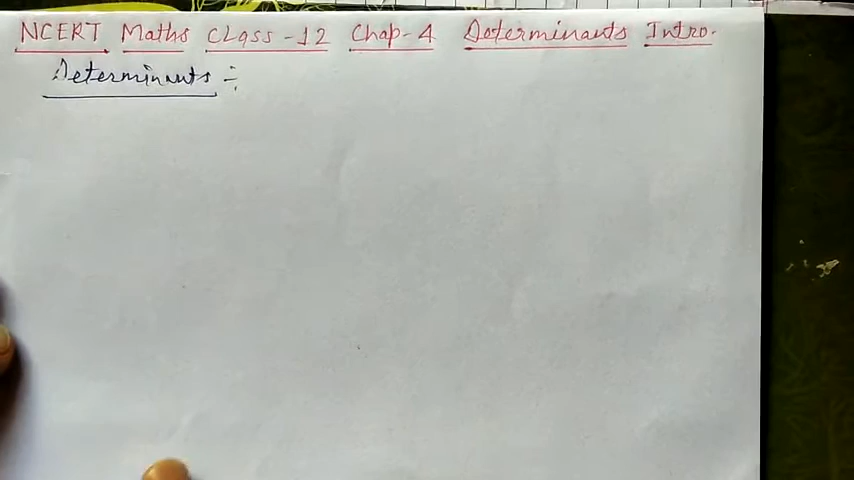 NCERT Maths Class-12 Chap-4 Determinants Intro.
Determinants :-